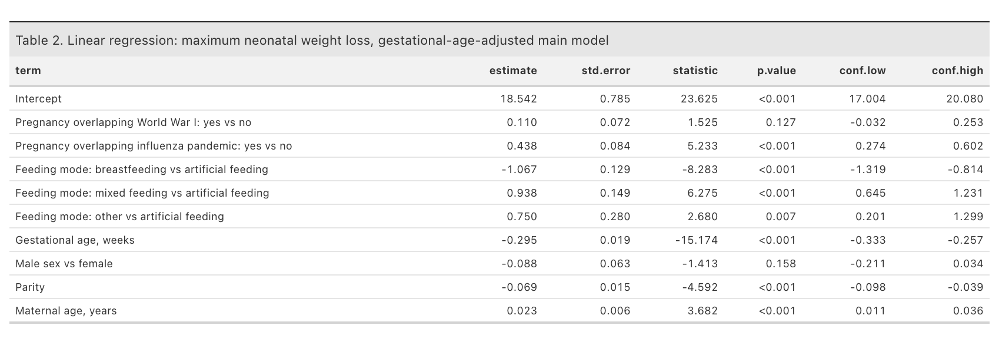 Table 2. Linear regression: maximum neonatal weight loss, gestational-age-adjusted main model
term estimate std.error statistic p.value conf.low conf.high
Intercept 18.542 0.785 23.625 <0.001 17.004 20.080
Pregnancy overlapping World War I: yes vs no 0.110 0.072 1.525 0.127 -0.032 0.253
Pregnancy overlapping influenza pandemic: yes vs no 0.438 0.084 5.233 <0.001 0.274 0.602
Feeding mode: breastfeeding vs artificial feeding -1.067 0.129 -8.283 <0.001 -1.319 -0.814
Feeding mode: mixed feeding vs artificial feeding 0.938 0.149 6.275 <0.001 0.645 1.231
Feeding mode: other vs artificial feeding 0.750 0.280 2.680 0.007 0.201 1.299
Gestational age, weeks -0.295 0.019 -15.174 <0.001 -0.333 -0.257
Male sex vs female -0.088 0.063 -1.413 0.158 -0.211 0.034
Parity -0.069 0.015 -4.592 <0.001 -0.098 -0.039
Maternal age, years 0.023 0.006 3.682 <0.001 0.011 0.036